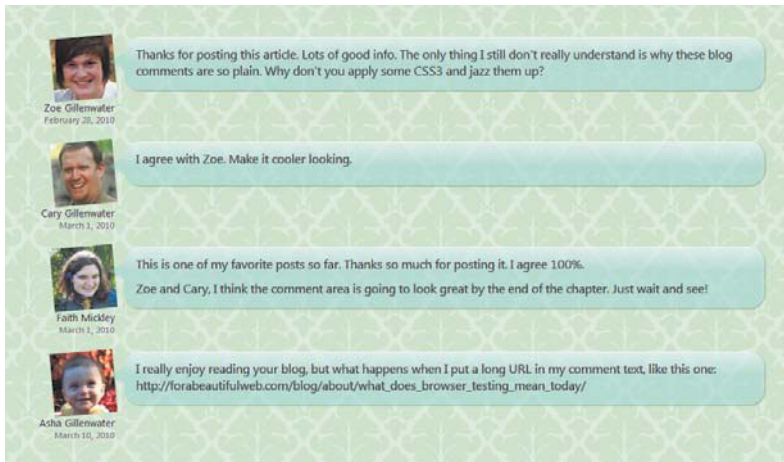 Thanks for posting this article. Lots of good info. The only thing I still don't really understand is why these blog
comments are so plain. Why don't you apply some CSS3 and jazz them up?
Zoe Gillenwater
February 28, 2010
I agree with Zoe. Make it cooler looking.
Cary Gillenwater
March 1, 2010
This is one of my favorite posts so far. Thanks so much for posting it. I agree 100%.
Zoe and Cary, I think the comment area is going to look great by the end of the chapter. Just wait and see!
Faith Mickley
March 1, 2010
I really enjoy reading your blog, but what happens when I put a long URL in my comment text, like this one:
http://forabeautifulweb.com/blog/about/what_does_browser_testing_mean_today/
Asha Gillenwater
March 10, 2010